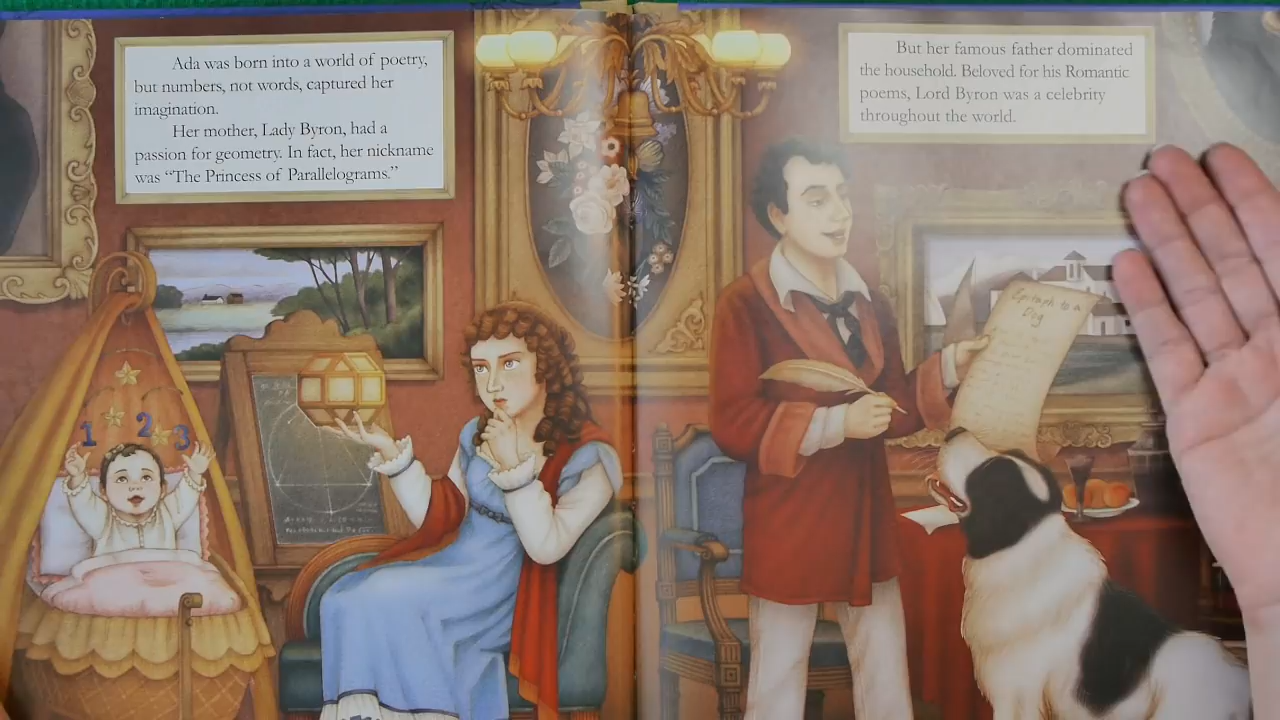 Ada was born into a world of poetry,
but numbers, not words, captured her
imagination.
Her mother, Lady Byron, had a
passion for geometry. In fact, her nickname
was “The Princess of Parallelograms.”
But her famous father dominated
the household. Beloved for his Romantic
poems, Lord Byron was a celebrity
throughout the world.
1 2 3
Epitaph to a
Dog